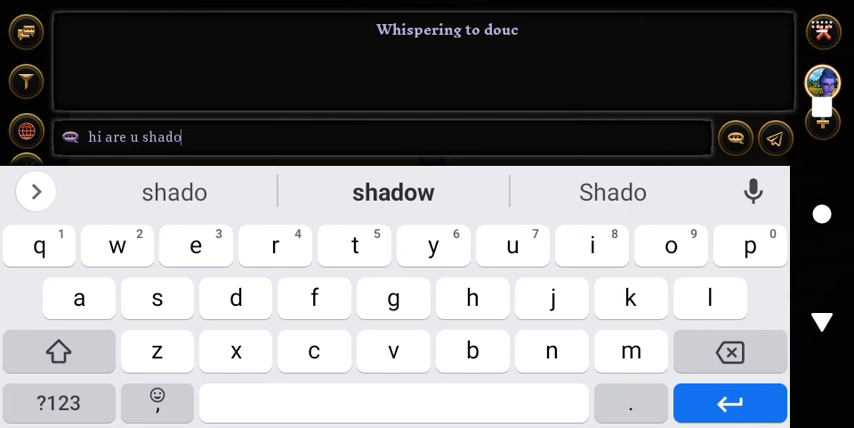 Whispering to douc
hi are u shado
shado shadow Shado
q 1 w 2 e 3 r 4 t 5 y 6 u 7 i 8 o 9 p 0
a s d f g h j k l
z x c v b n m
?123 , .